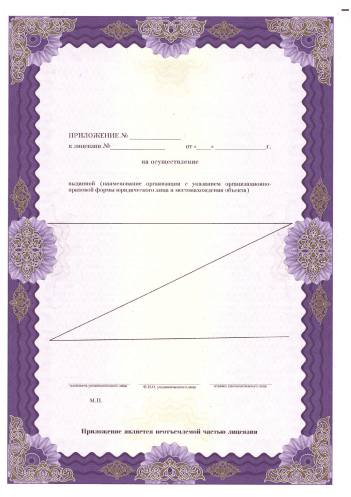 ПРИЛОЖЕНИЕ № ______________
к лицензии № ______________ от «____» ______________г.
на осуществление
выданной (наименование организации с указанием организационно-
правовой формы юридического лица и местонахождения объекта)
должность уполномоченного лица Ф.И.О. уполномоченного лица подпись уполномоченного лица
М.П.
Приложение является неотъемлемой частью лицензии